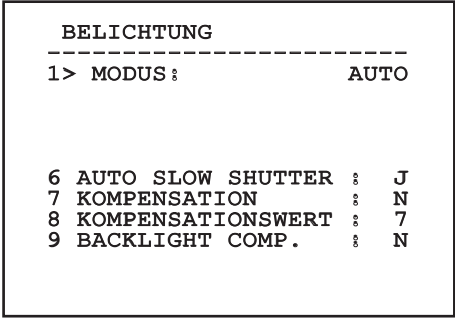 BELICHTUNG
-------------------------
1> MODUS: AUTO
6 AUTO SLOW SHUTTER : J
7 KOMPENSATION : N
8 KOMPENSATIONSWERT : 7
9 BACKLIGHT COMP. : N